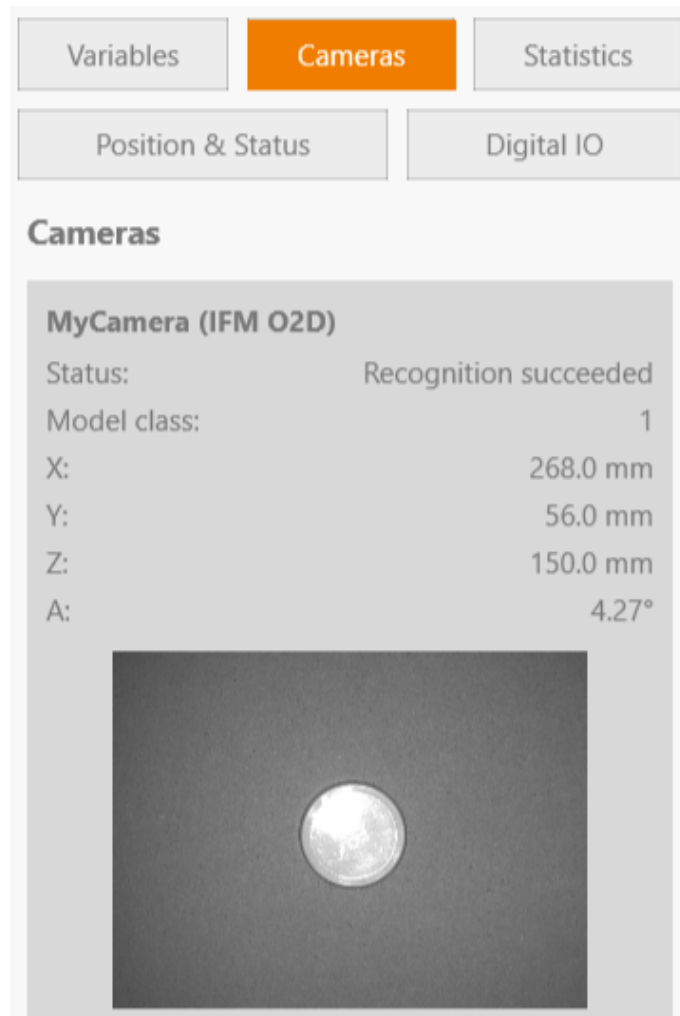 Variables Cameras Statistics
Position & Status Digital IO
Cameras
MyCamera (IFM O2D)
Status: Recognition succeeded
Model class: 1
X: 268.0 mm
Y: 56.0 mm
Z: 150.0 mm
A: 4.27°